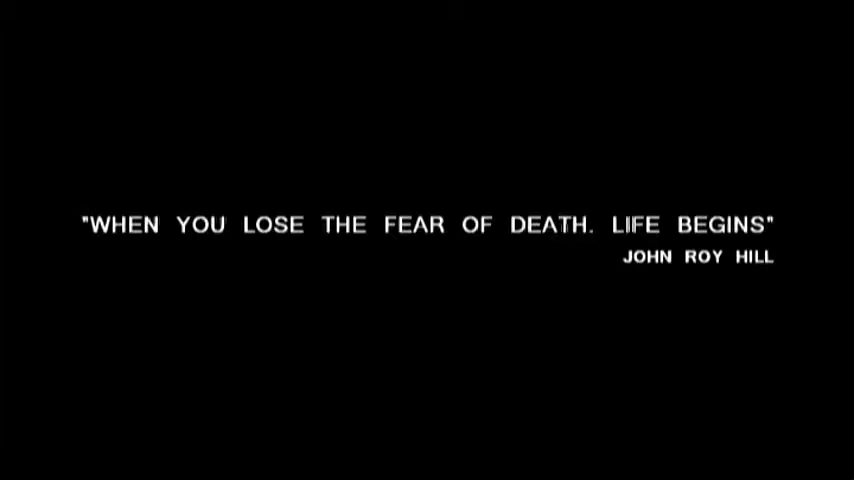 "WHEN YOU LOSE THE FEAR OF DEATH. LIFE BEGINS"
JOHN ROY HILL